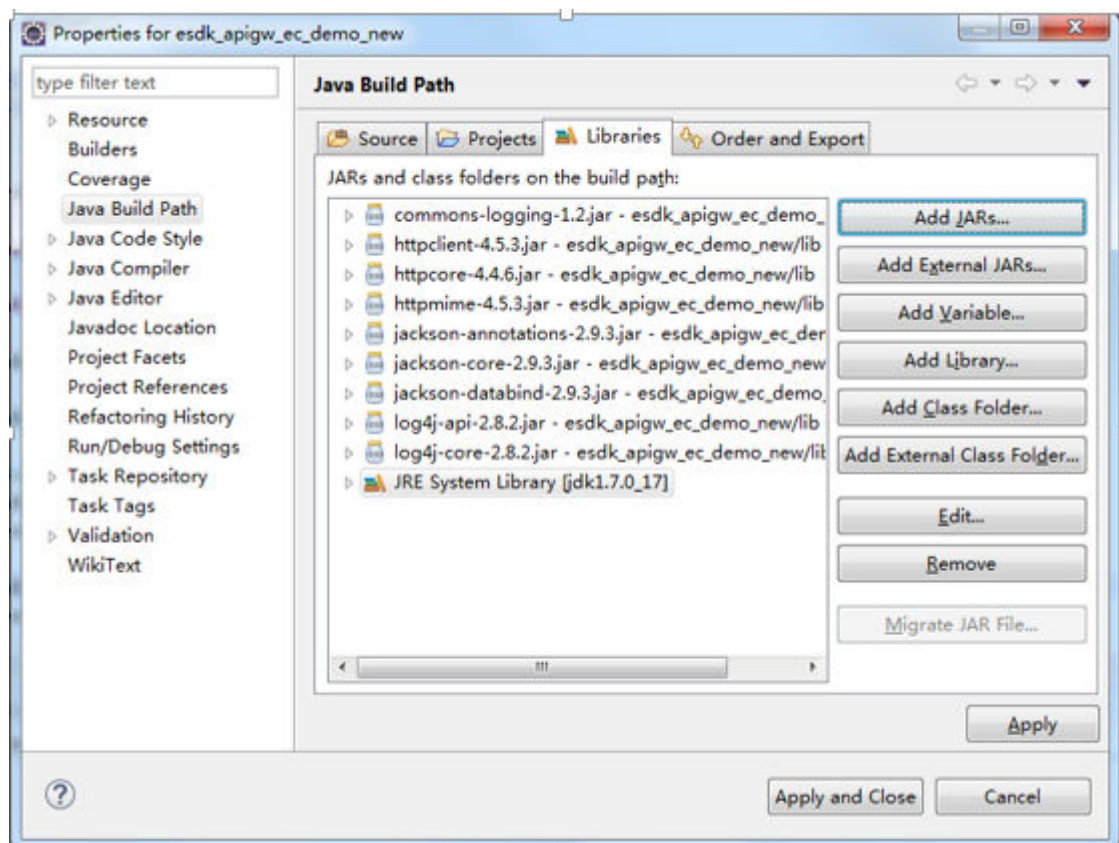 Properties for esdk_apigw_ec_demo_new
type filter text
Resource
Builders
Coverage
Java Build Path
Java Code Style
Java Compiler
Java Editor
Javadoc Location
Project Facets
Project References
Refactoring History
Run/Debug Settings
Task Repository
Task Tags
Validation
WikiText
Java Build Path
Source Projects Libraries Order and Export
JARs and class folders on the build path:
commons-logging-1.2.jar - esdk_apigw_ec_demo_
httpclient-4.5.3.jar - esdk_apigw_ec_demo_new/lib
httpcore-4.4.6.jar - esdk_apigw_ec_demo_new/lib
httpmime-4.5.3.jar - esdk_apigw_ec_demo_new/lib
jackson-annotations-2.9.3.jar - esdk_apigw_ec_der
jackson-core-2.9.3.jar - esdk_apigw_ec_demo_new
jackson-databind-2.9.3.jar - esdk_apigw_ec_demo_
log4j-api-2.8.2.jar - esdk_apigw_ec_demo_new/lib
log4j-core-2.8.2.jar - esdk_apigw_ec_demo_new/lib
JRE System Library [jdk1.7.0_17]
Add JARs...
Add External JARs...
Add Variable...
Add Library...
Add Class Folder...
Add External Class Folder...
Edit...
Remove
Migrate JAR File...
Apply
?
Apply and Close
Cancel